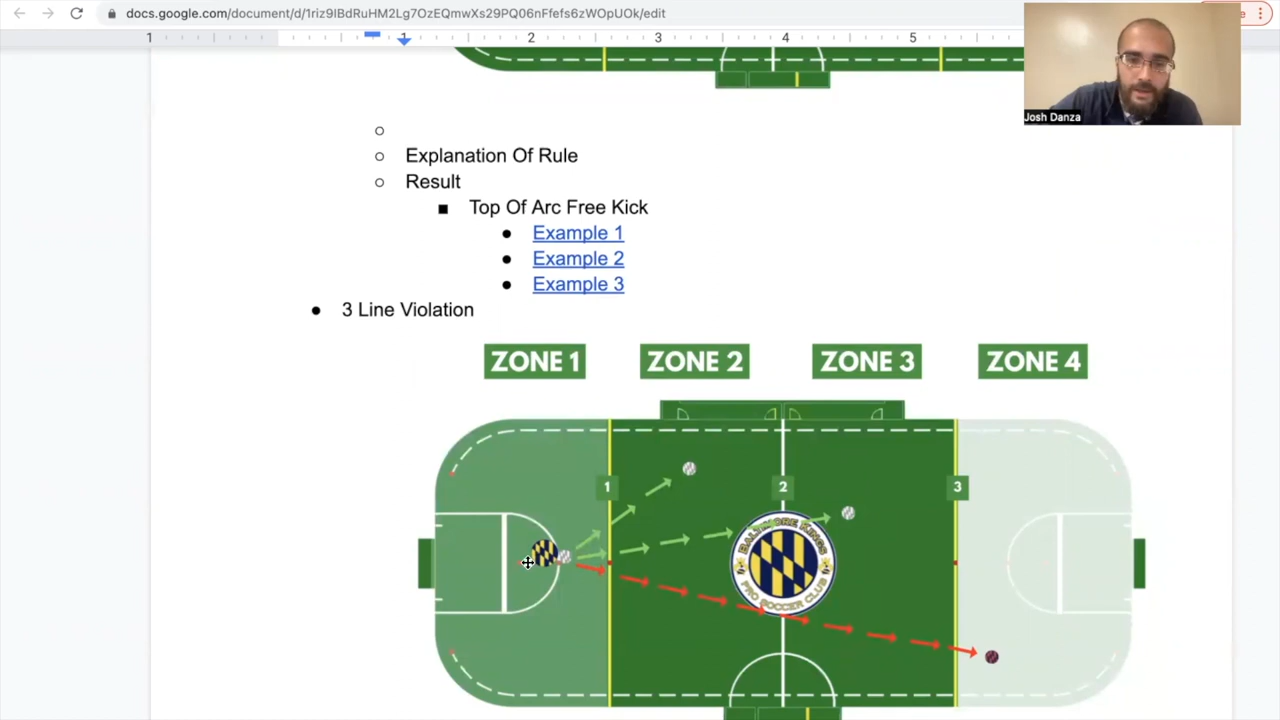 docs.google.com/document/d/1riz9IBdRuHM2Lg7OzEQmwXs29PQ06nFfefs6zWOpUOk/edit
1 1 2 3 4 5
Josh Danza
Explanation Of Rule
Result
Top Of Arc Free Kick
Example 1
Example 2
Example 3
3 Line Violation
ZONE 1 ZONE 2 ZONE 3 ZONE 4
1 2 3
BALTIMORE KINGS
PRO SOCCER CLUB